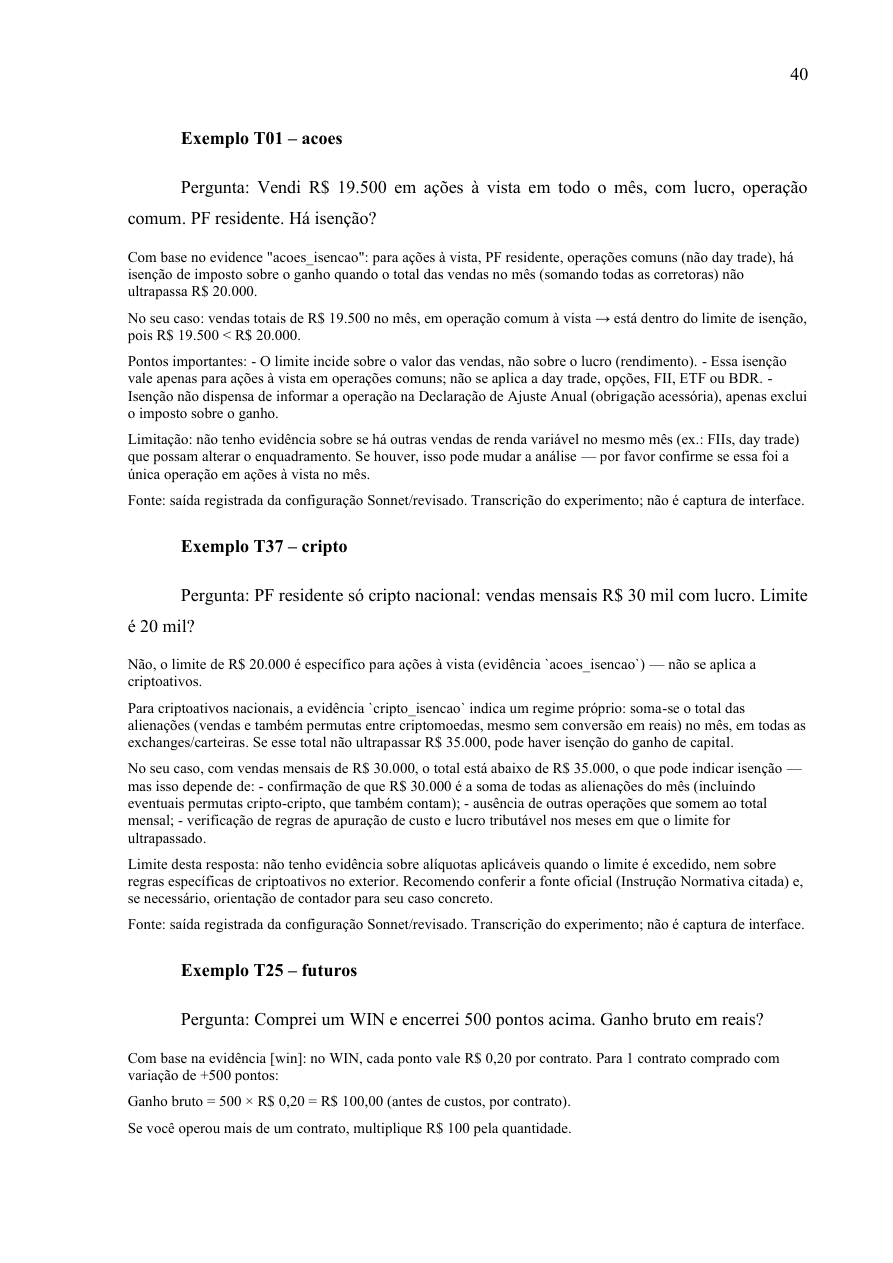 40
Exemplo T01 – acoes
Pergunta: Vendi R$ 19.500 em ações à vista em todo o mês, com lucro, operação
comum. PF residente. Há isenção?
Com base no evidence "acoes_isencao": para ações à vista, PF residente, operações comuns (não day trade), há
isenção de imposto sobre o ganho quando o total das vendas no mês (somando todas as corretoras) não
ultrapassa R$ 20.000.
No seu caso: vendas totais de R$ 19.500 no mês, em operação comum à vista → está dentro do limite de isenção,
pois R$ 19.500 < R$ 20.000.
Pontos importantes: - O limite incide sobre o valor das vendas, não sobre o lucro (rendimento). - Essa isenção
vale apenas para ações à vista em operações comuns; não se aplica a day trade, opções, FII, ETF ou BDR. -
Isenção não dispensa de informar a operação na Declaração de Ajuste Anual (obrigação acessória), apenas exclui
o imposto sobre o ganho.
Limitação: não tenho evidência sobre se há outras vendas de renda variável no mesmo mês (ex.: FIIs, day trade)
que possam alterar o enquadramento. Se houver, isso pode mudar a análise — por favor confirme se essa foi a
única operação em ações à vista no mês.
Fonte: saída registrada da configuração Sonnet/revisado. Transcrição do experimento; não é captura de interface.
Exemplo T37 – cripto
Pergunta: PF residente só cripto nacional: vendas mensais R$ 30 mil com lucro. Limite
é 20 mil?
Não, o limite de R$ 20.000 é específico para ações à vista (evidência `acoes_isencao`) — não se aplica a
criptoativos.
Para criptoativos nacionais, a evidência `cripto_isencao` indica um regime próprio: soma-se o total das
alienações (vendas e também permutas entre criptomoedas, mesmo sem conversão em reais) no mês, em todas as
exchanges/carteiras. Se esse total não ultrapassar R$ 35.000, pode haver isenção do ganho de capital.
No seu caso, com vendas mensais de R$ 30.000, o total está abaixo de R$ 35.000, o que pode indicar isenção —
mas isso depende de: - confirmação de que R$ 30.000 é a soma de todas as alienações do mês (incluindo
eventuais permutas cripto-cripto, que também contam); - ausência de outras operações que somem ao total
mensal; - verificação de regras de apuração de custo e lucro tributável nos meses em que o limite for
ultrapassado.
Limite desta resposta: não tenho evidência sobre alíquotas aplicáveis quando o limite é excedido, nem sobre
regras específicas de criptoativos no exterior. Recomendo conferir a fonte oficial (Instrução Normativa citada) e,
se necessário, orientação de contador para seu caso concreto.
Fonte: saída registrada da configuração Sonnet/revisado. Transcrição do experimento; não é captura de interface.
Exemplo T25 – futuros
Pergunta: Comprei um WIN e encerrei 500 pontos acima. Ganho bruto em reais?
Com base na evidência [win]: no WIN, cada ponto vale R$ 0,20 por contrato. Para 1 contrato comprado com
variação de +500 pontos:
Ganho bruto = 500 × R$ 0,20 = R$ 100,00 (antes de custos, por contrato).
Se você operou mais de um contrato, multiplique R$ 100 pela quantidade.